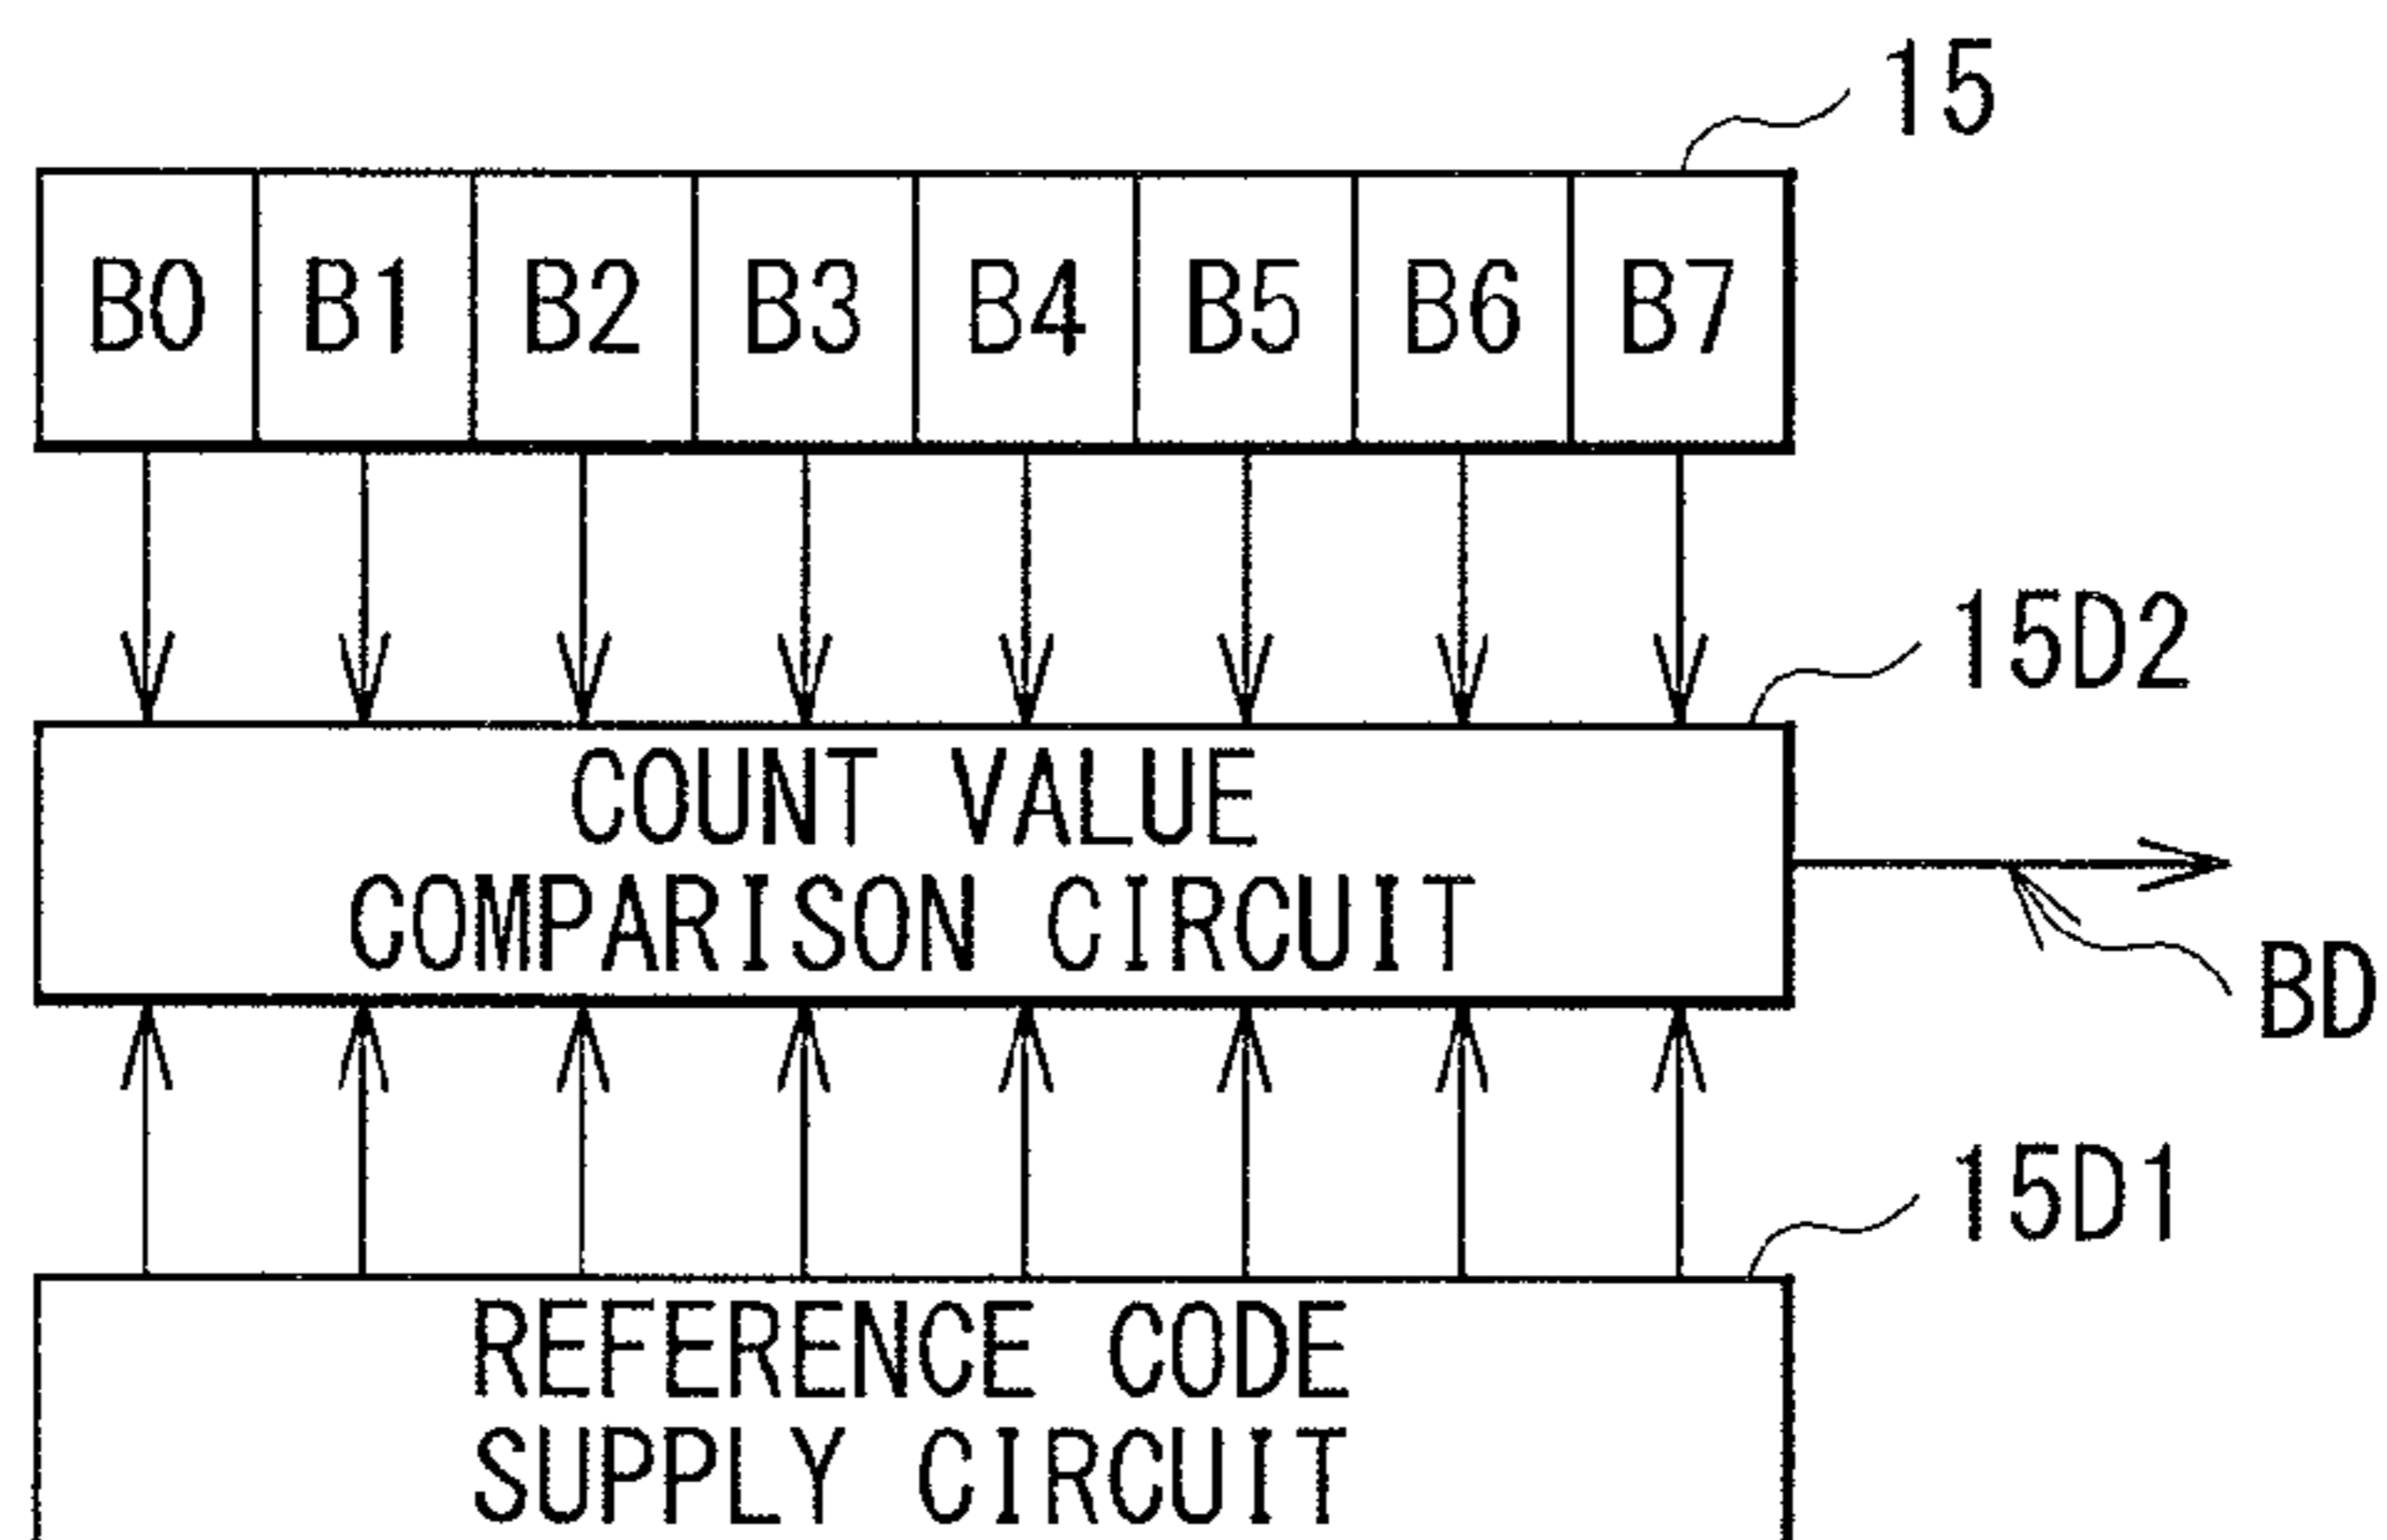 15
B0 B1 B2 B3 B4 B5 B6 B7
15D2
COUNT VALUE
COMPARISON CIRCUIT
BD
15D1
REFERENCE CODE
SUPPLY CIRCUIT